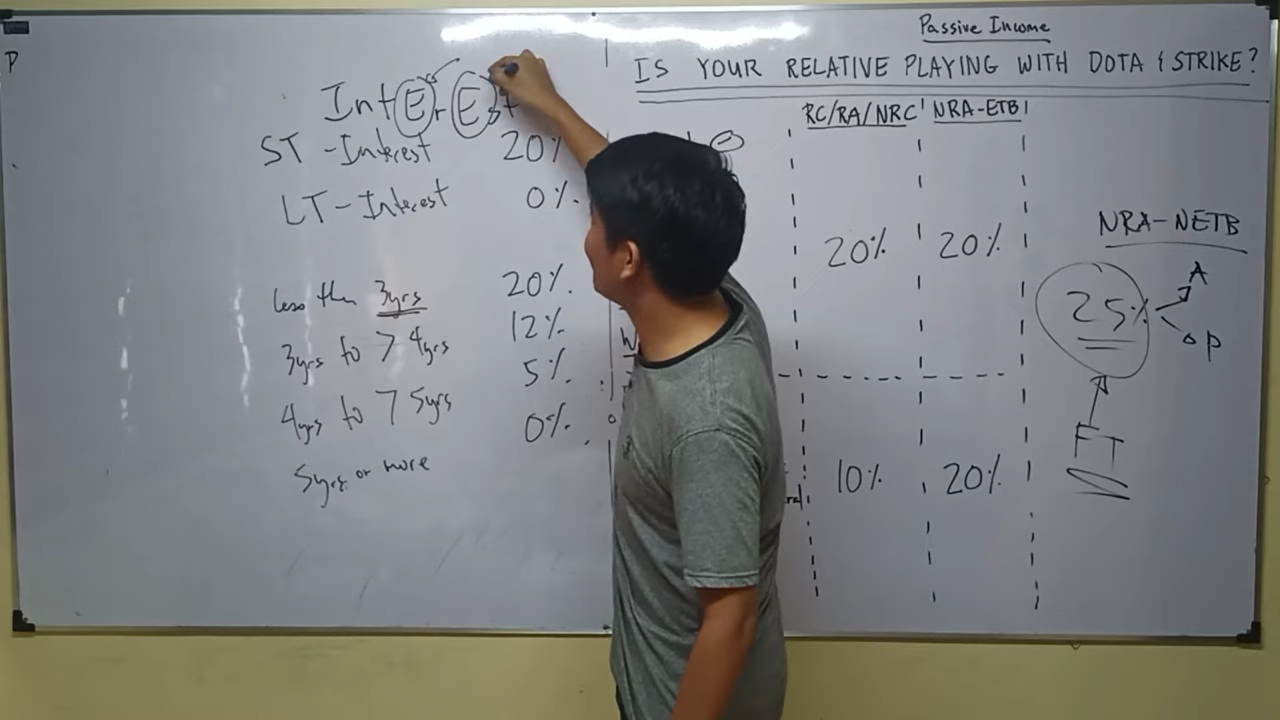 P
IntErEst
ST - Interest 20%
LT - Interest 0%.
less than 3yrs 20%.
3yrs to > 4yrs 12%
4yrs to > 5yrs 5%.
5yrs or more 0%.
Passive Income
IS YOUR RELATIVE PLAYING WITH DOTA & STRIKE?
RC/RA/NRC NRA-ETB
20% 20%
10% 20%
NRA-NETB
25% A
OP
FT